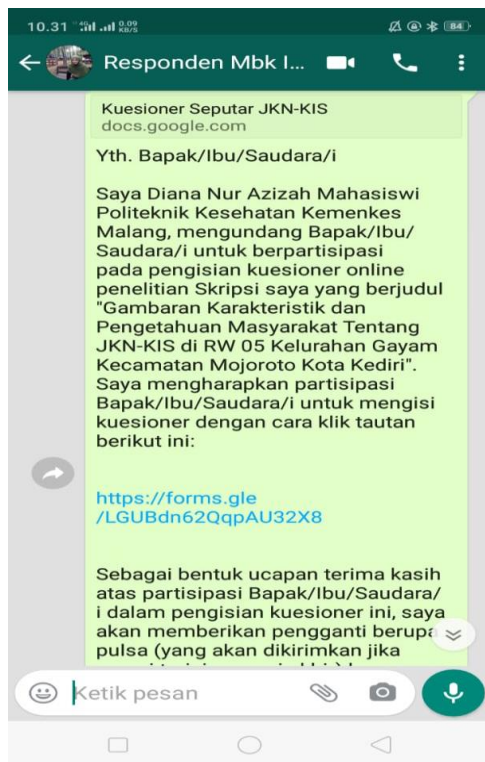 10.31
4G
0.09
KB/S
84
Responden Mbk I...
Kuesioner Seputar JKN-KIS
docs.google.com
Yth. Bapak/Ibu/Saudara/i
Saya Diana Nur Azizah Mahasiswi
Politeknik Kesehatan Kemenkes
Malang, mengundang Bapak/Ibu/
Saudara/i untuk berpartisipasi
pada pengisian kuesioner online
penelitian Skripsi saya yang berjudul
"Gambaran Karakteristik dan
Pengetahuan Masyarakat Tentang
JKN-KIS di RW 05 Kelurahan Gayam
Kecamatan Mojoroto Kota Kediri".
Saya mengharapkan partisipasi
Bapak/Ibu/Saudara/i untuk mengisi
kuesioner dengan cara klik tautan
berikut ini:
https://forms.gle
/LGUBdn62QqpAU32X8
Sebagai bentuk ucapan terima kasih
atas partisipasi Bapak/Ibu/Saudara/
i dalam pengisian kuesioner ini, saya
akan memberikan pengganti berupa
pulsa (yang akan dikirimkan jika
Ketik pesan